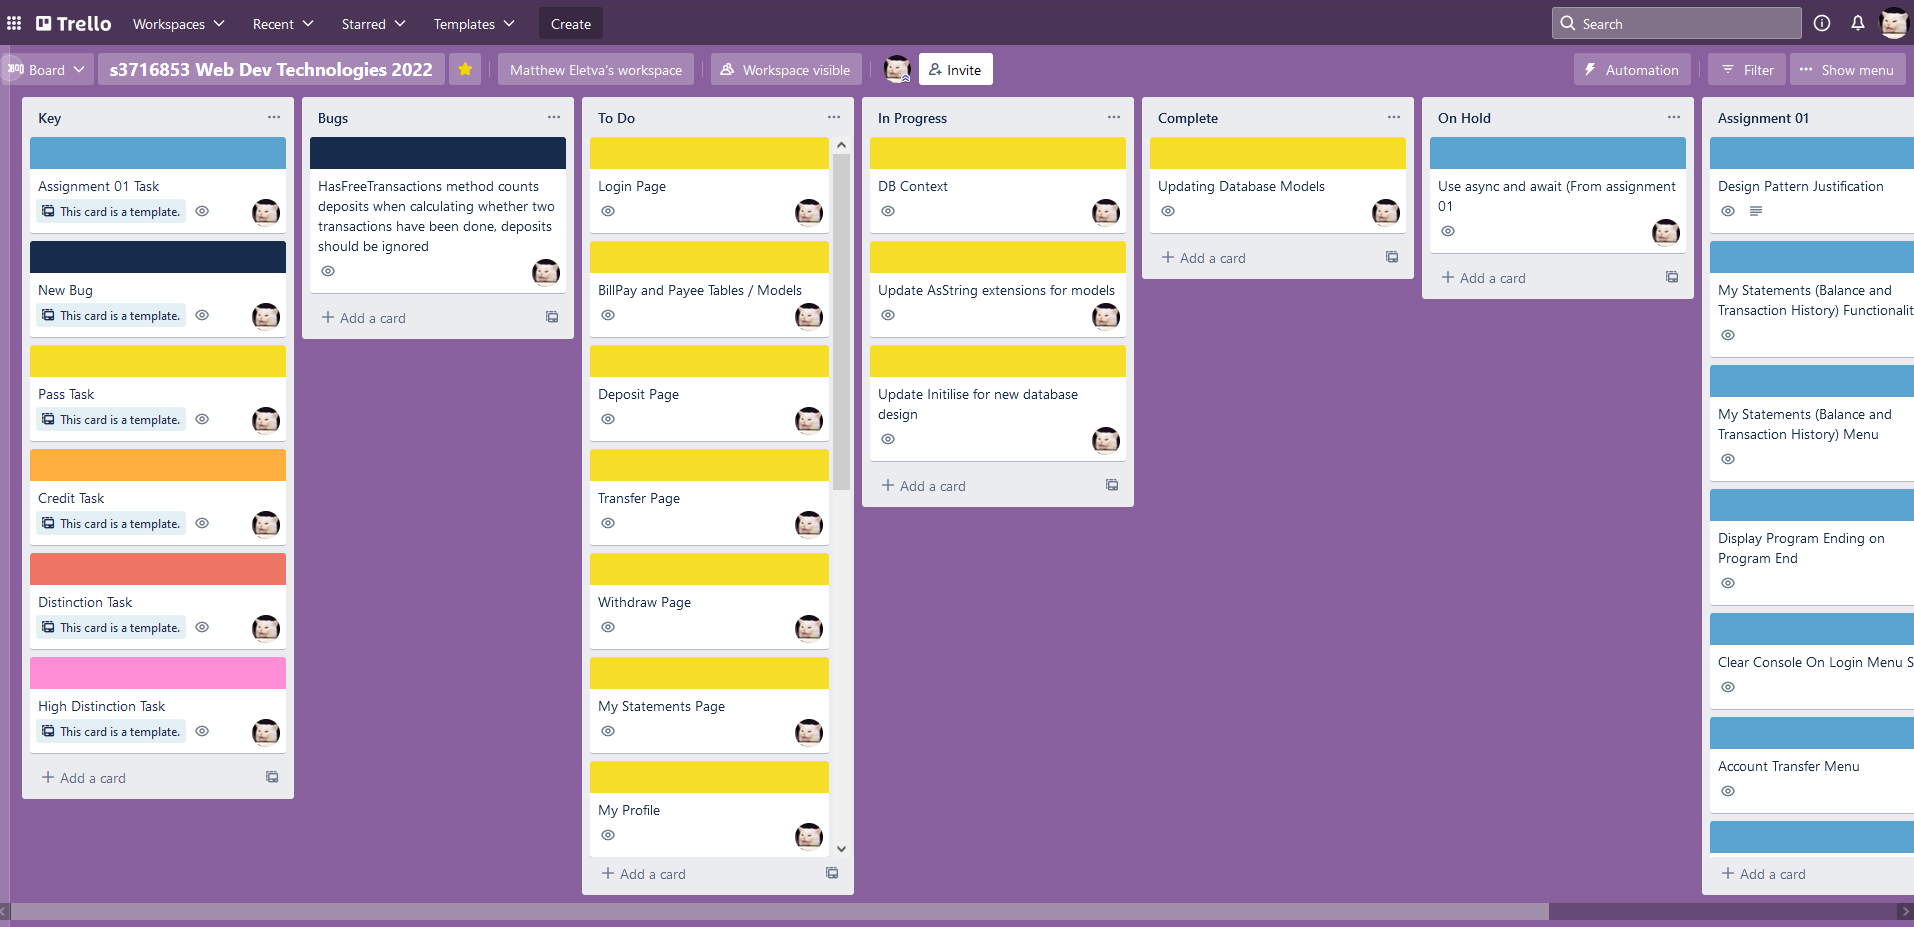 Trello
Workspaces
Recent
Starred
Templates
Create
Search
Board
s3716853 Web Dev Technologies 2022
Matthew Eletva's workspace
Workspace visible
Invite
Automation
Filter
Show menu
Key
Assignment 01 Task
This card is a template.
New Bug
This card is a template.
Pass Task
This card is a template.
Credit Task
This card is a template.
Distinction Task
This card is a template.
High Distinction Task
This card is a template.
Add a card
Bugs
HasFreeTransactions method counts
deposits when calculating whether two
transactions have been done, deposits
should be ignored
Add a card
To Do
Login Page
BillPay and Payee Tables / Models
Deposit Page
Transfer Page
Withdraw Page
My Statements Page
My Profile
Add a card
In Progress
DB Context
Update AsString extensions for models
Update Initilise for new database
design
Add a card
Complete
Updating Database Models
Add a card
On Hold
Use async and await (From assignment
01
Add a card
Assignment 01
Design Pattern Justification
My Statements (Balance and
Transaction History) Functionalit
My Statements (Balance and
Transaction History) Menu
Display Program Ending on
Program End
Clear Console On Login Menu S
Account Transfer Menu
Add a card